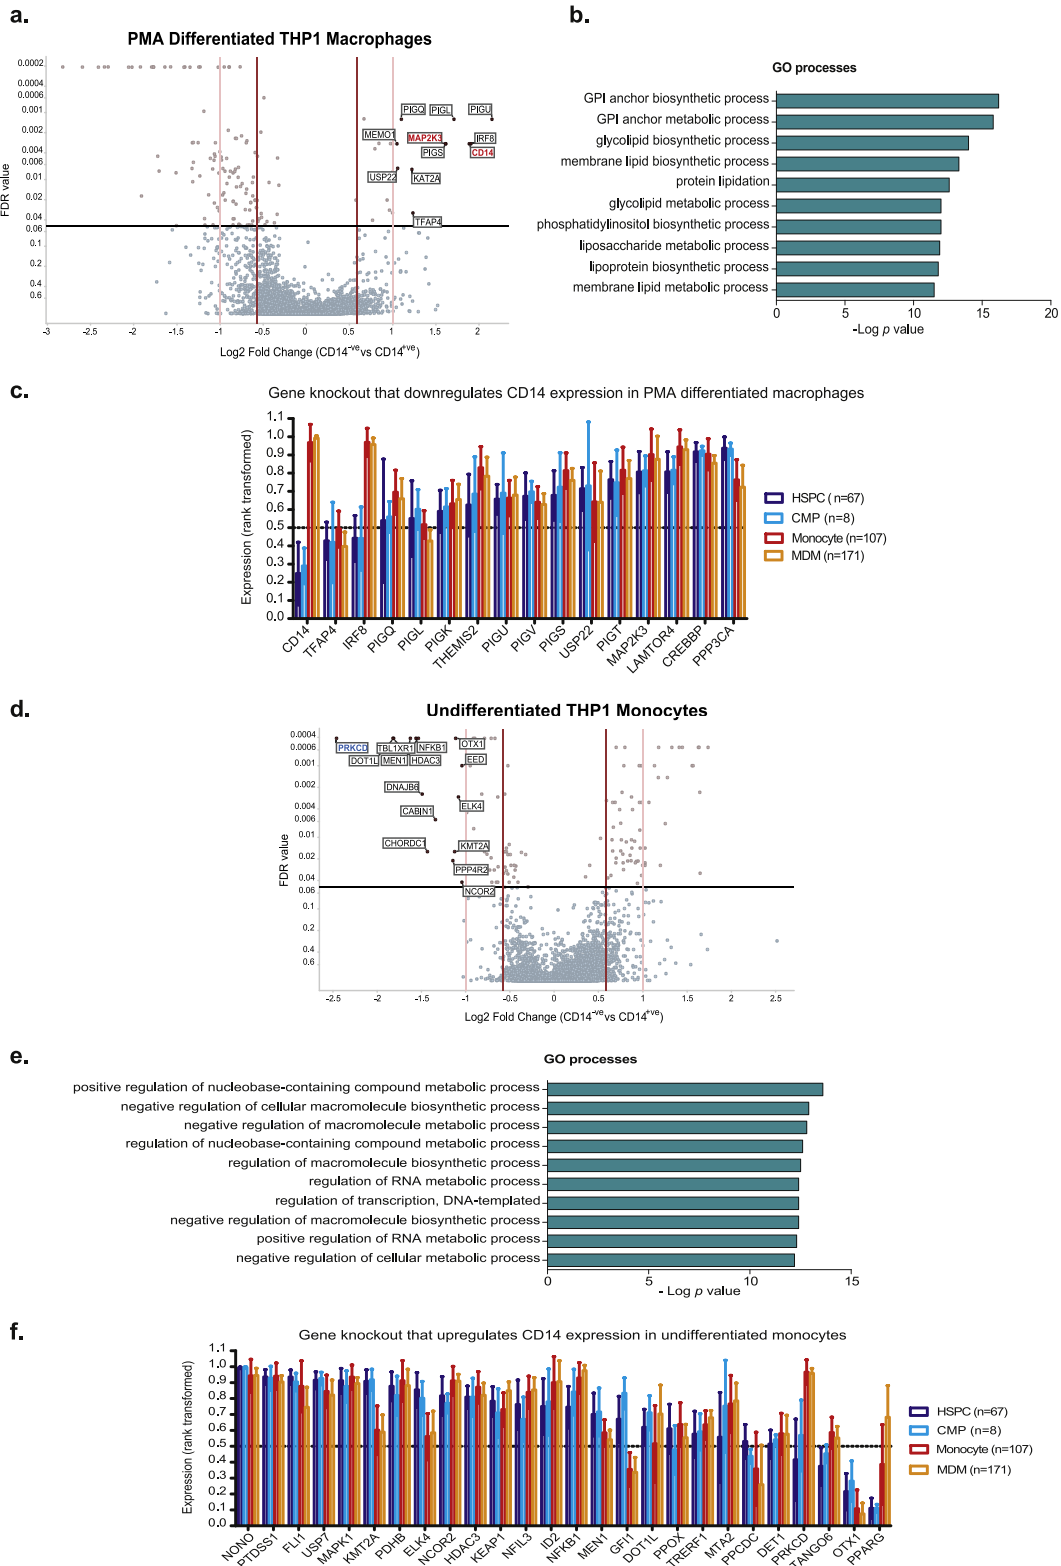 a.
PMA Differentiated THP1 Macrophages
0.0002
0.0004
0.0006
0.001
0.002
0.004
0.006
0.01
0.02
0.04
0.06
0.1
0.2
0.4
0.6
FDR value
PIGQ
PIGL
PIGU
MEMO1
MAP2K3
IRF8
PIGS
CD14
USP22
KAT2A
TFAP4
-3 -2.5 -2 -1.5 -1 -0.5 0 0.5 1 1.5 2
Log2 Fold Change (CD14-ve vs CD14+ve)
b.
GO processes
GPI anchor biosynthetic process
GPI anchor metabolic process
glycolipid biosynthetic process
membrane lipid biosynthetic process
protein lipidation
glycolipid metabolic process
phosphatidylinositol biosynthetic process
liposaccharide metabolic process
lipoprotein biosynthetic process
membrane lipid metabolic process
0 5 10 15 20
-Log p value
c.
Gene knockout that downregulates CD14 expression in PMA differentiated macrophages
Expression (rank transformed)
1.1
1.0
0.9
0.8
0.7
0.6
0.5
0.4
0.3
0.2
0.1
0.0
CD14 TFAP4 IRF8 PIGQ PIGL PIGK THEMIS2 PIGU PIGV PIGS USP22 PIGT MAP2K3 LAMTOR4 CREBBP PPP3CA
HSPC (n=67)
CMP (n=8)
Monocyte (n=107)
MDM (n=171)
d.
Undifferentiated THP1 Monocytes
0.0004
0.0006
0.001
0.002
0.004
0.006
0.01
0.02
0.04
0.06
0.1
0.2
0.4
0.6
FDR value
PRKCD
TBL1XR1
NFKB1
OTX1
DOT1L
MEN1
HDAC3
EED
DNAJB6
CABIN1
ELK4
CHORDC1
KMT2A
PPP4R2
NCOR2
-2.5 -2 -1.5 -1 -0.5 0 0.5 1 1.5 2 2.5
Log2 Fold Change (CD14-ve vs CD14+ve)
e.
GO processes
positive regulation of nucleobase-containing compound metabolic process
negative regulation of cellular macromolecule biosynthetic process
negative regulation of macromolecule metabolic process
regulation of nucleobase-containing compound metabolic process
regulation of macromolecule biosynthetic process
regulation of RNA metabolic process
regulation of transcription, DNA-templated
negative regulation of macromolecule biosynthetic process
positive regulation of RNA metabolic process
negative regulation of cellular metabolic process
0 5 10 15
- Log p value
f.
Gene knockout that upregulates CD14 expression in undifferentiated monocytes
Expression (rank transformed)
1.1
1.0
0.9
0.8
0.7
0.6
0.5
0.4
0.3
0.2
0.1
0.0
NONO PTDSS1 FLI1 USP7 MAPK1 KMT2A PDHB ELK4 NCOR2 HDAC3 KEAP1 NFIL3 ID2 NFKB1 MEN1 GFI1 DOT1L PPOX TRERF1 MTA2 PPCDC DET1 PRKCD TANGO6 OTX1 PPARG
HSPC (n=67)
CMP (n=8)
Monocyte (n=107)
MDM (n=171)